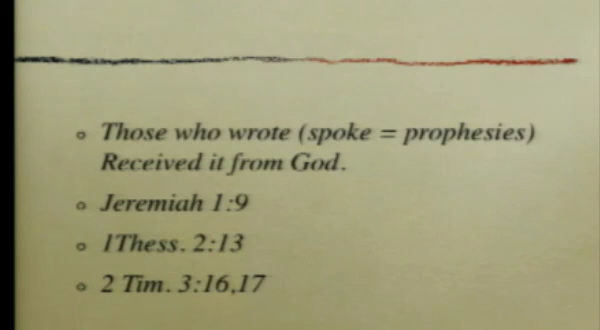 Those who wrote (spoke = prophesies)
Received it from God.
Jeremiah 1:9
1Thess. 2:13
2 Tim. 3:16,17